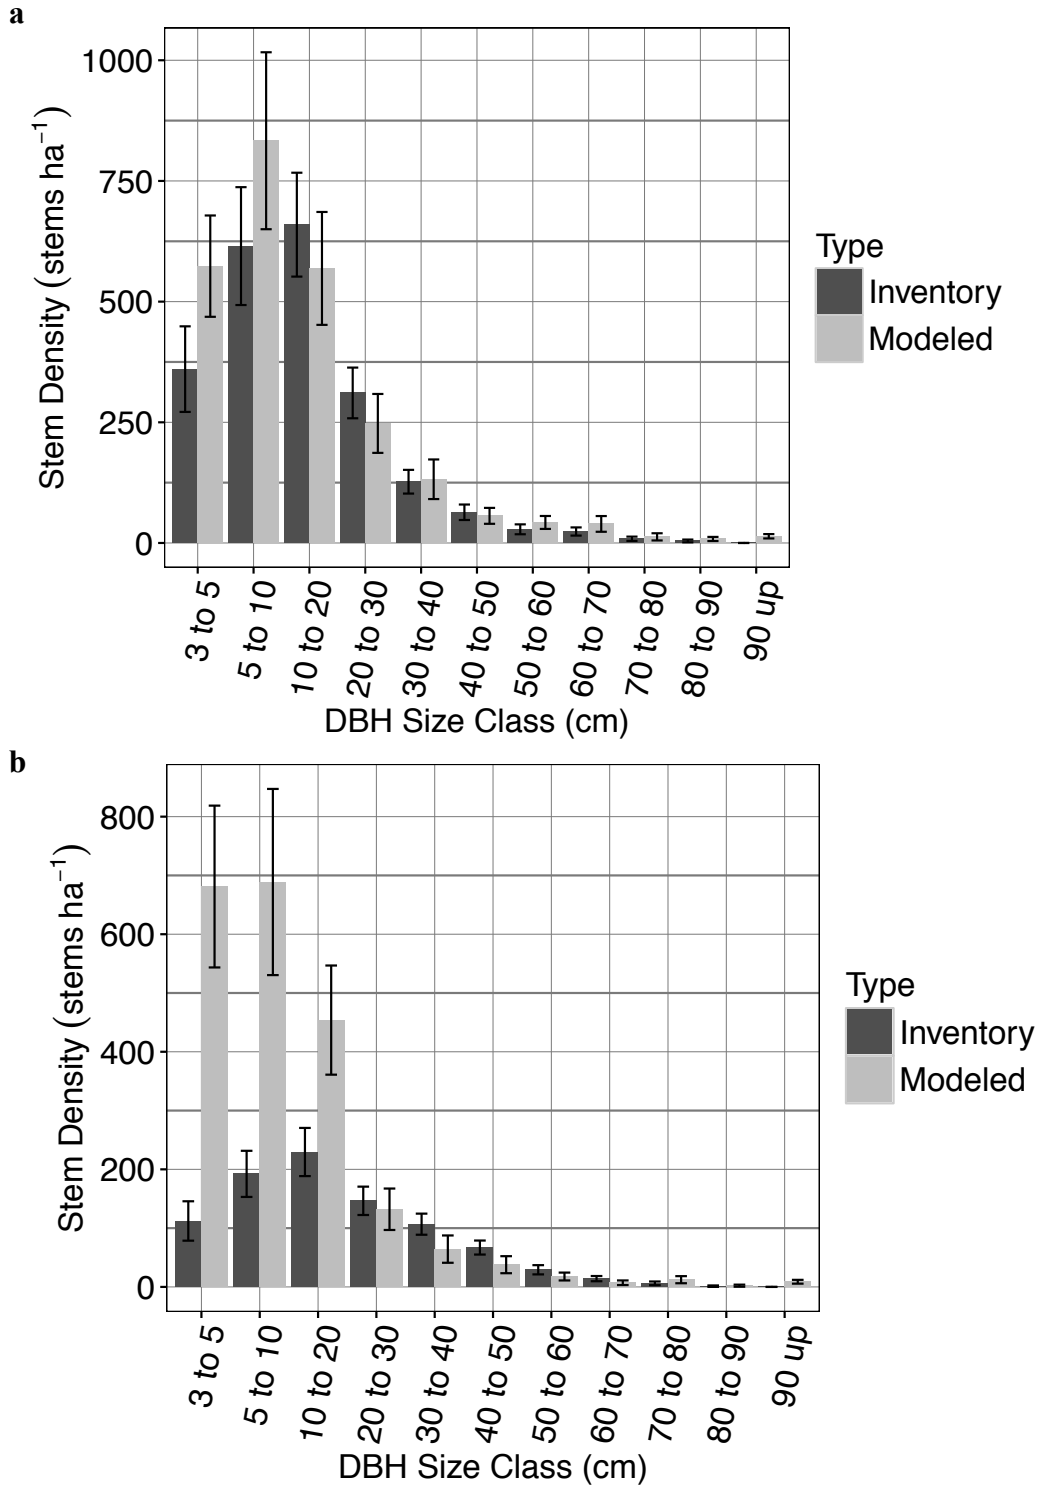 a
1000
750
500
250
0
Stem Density (stems ha⁻¹)
3 to 5
5 to 10
10 to 20
20 to 30
30 to 40
40 to 50
50 to 60
60 to 70
70 to 80
80 to 90
90 up
DBH Size Class (cm)
Type
Inventory
Modeled
b
800
600
400
200
0
Stem Density (stems ha⁻¹)
3 to 5
5 to 10
10 to 20
20 to 30
30 to 40
40 to 50
50 to 60
60 to 70
70 to 80
80 to 90
90 up
DBH Size Class (cm)
Type
Inventory
Modeled